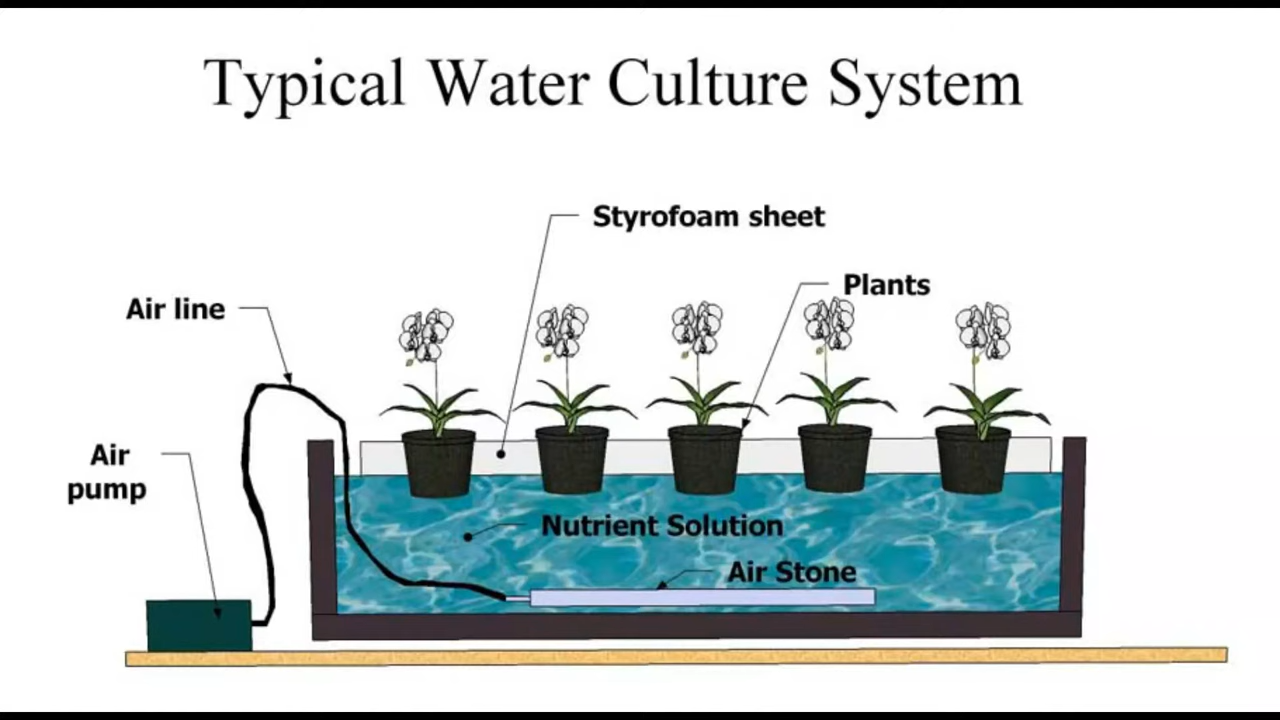 Typical Water Culture System
Styrofoam sheet
Plants
Air line
Air
pump
Nutrient Solution
Air Stone